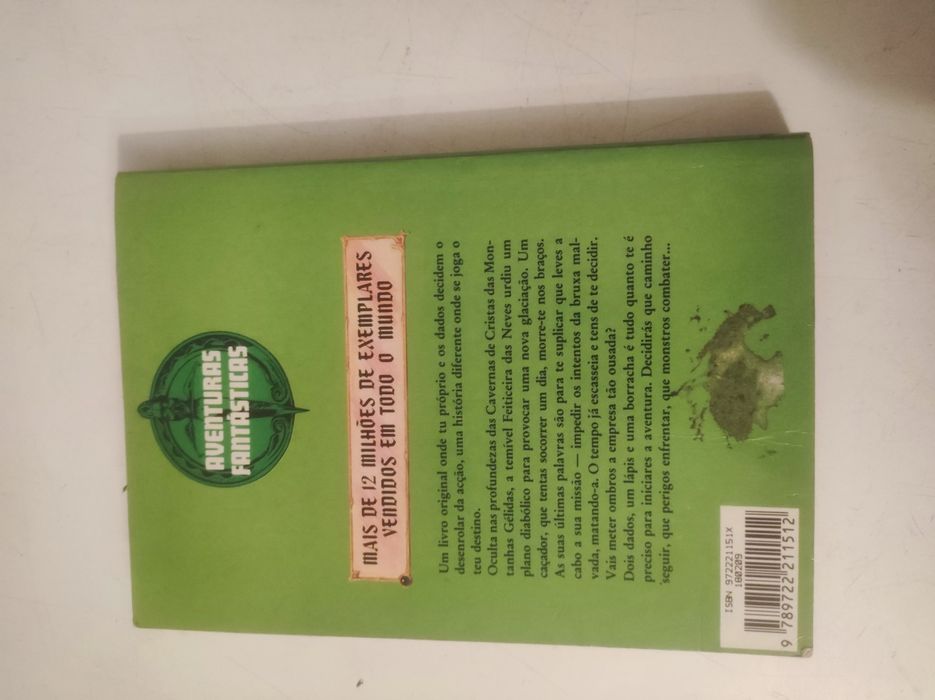 AVENTURAS
FANTÁSTICAS
MAIS DE 12 MILHÕES DE EXEMPLARES
VENDIDOS EM TODO O MUNDO
Um livro original onde tu próprio e os dados decidem o
desenrolar da acção, uma história diferente onde se joga o
teu destino.
Oculta nas profundezas das Cavernas de Cristas das Mon-
tanhas Gélidas, a temível Feiticeira das Neves urdiu um
plano diabólico para provocar uma nova glaciação. Um
caçador, que tentas socorrer um dia, morre-te nos braços.
As suas últimas palavras são para te suplicar que leves a
cabo a sua missão — impedir os intentos da bruxa mal-
vada, matando-a. O tempo já escasseia e tens de te decidir.
Vais meter ombros a empresa tão ousada?
Dois dados, um lápis e uma borracha é tudo quanto te é
preciso para iniciares a aventura. Decidirás que caminho
seguir, que perigos enfrentar, que monstros combater...
ISBN 972221151X
180209
9 789722 211512